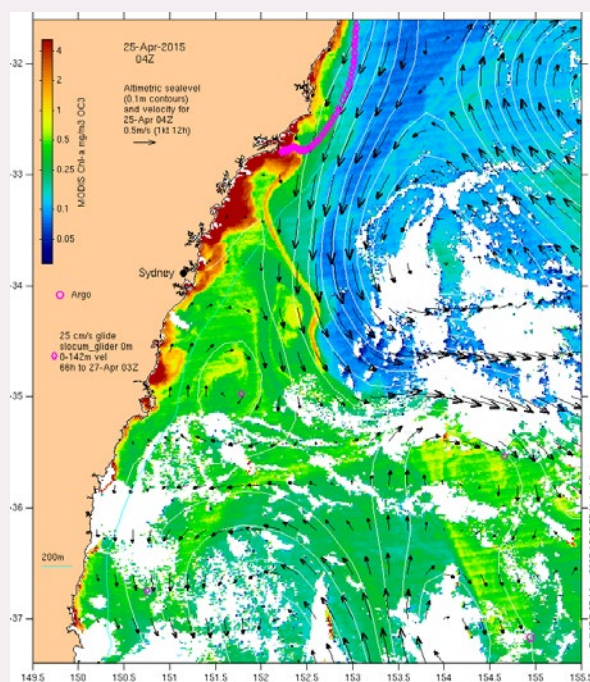 25-Apr-2015
04Z
Altimetric sealevel
(0.1m contours)
and velocity for
25-Apr 04Z
0.5m/s (1kt 12h)
MODIS Chl-a mg/m3 OC3
4
2
1
0.5
0.25
0.1
0.05
Sydney
Argo
25 cm/s glide
slocum_glider 0m
0-142m vel
66h to 27-Apr 03Z
200m
-32
-33
-34
-35
-36
-37
149.5
150
150.5
151
151.5
152
152.5
153
153.5
154
154.5
155
155.5